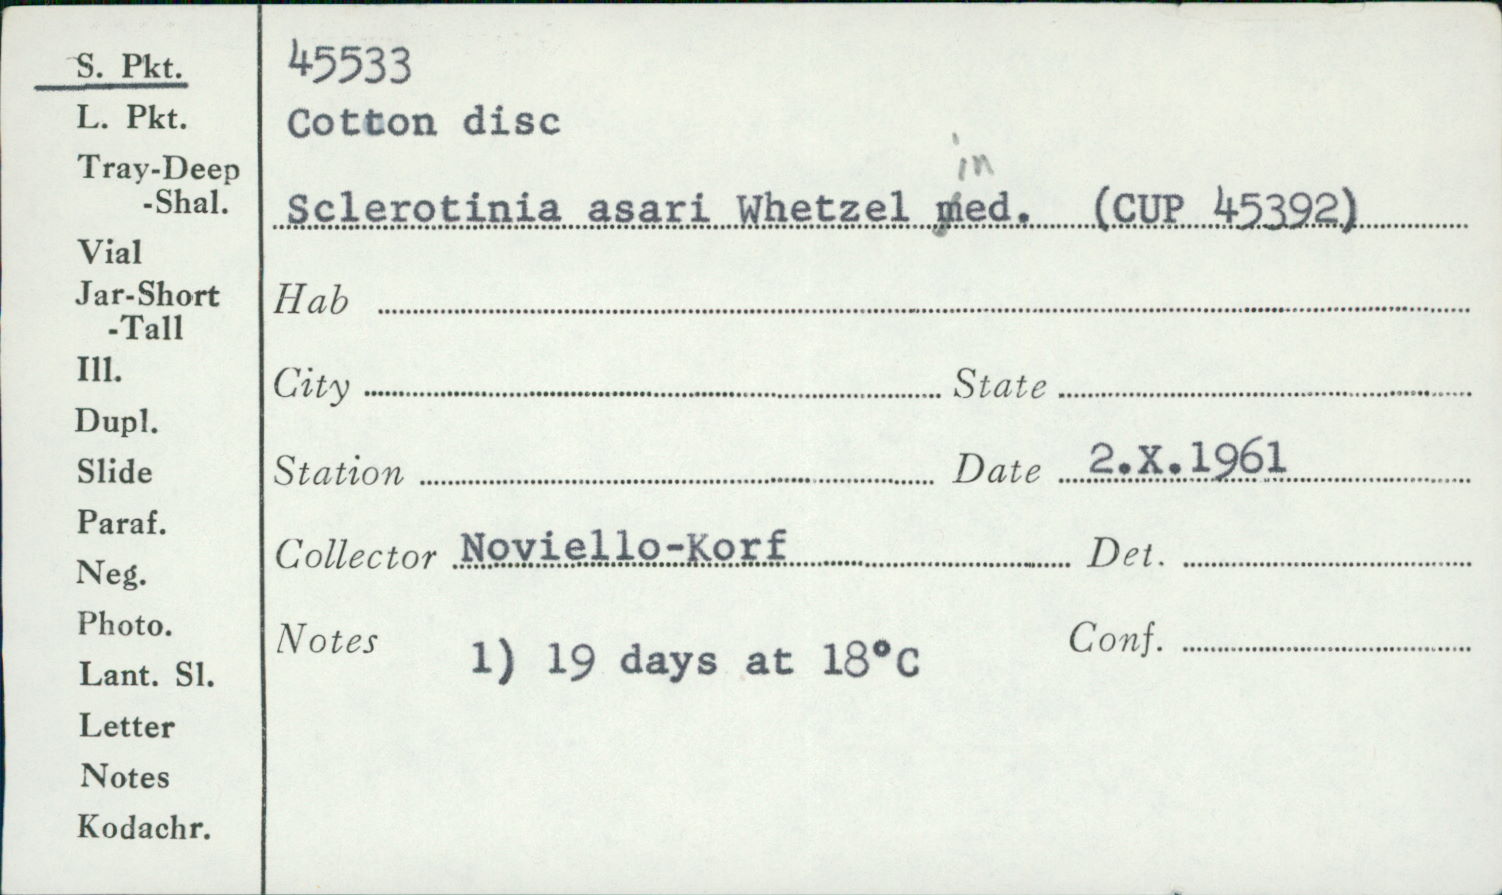 S. Pkt.
L. Pkt.
Tray-Deep
-Shal.
Vial
Jar-Short
-Tall
Ill.
Dupl.
Slide
Paraf.
Neg.
Photo.
Lant. Sl.
Letter
Notes
Kodachr.
45533
Cotton disc
in
Sclerotinia asari Whetzel med. (CUP 45392)
Hab
City State
Station Date 2.X.1961
Collector Noviello-Korf Det.
Notes 1) 19 days at 18°C Conf.